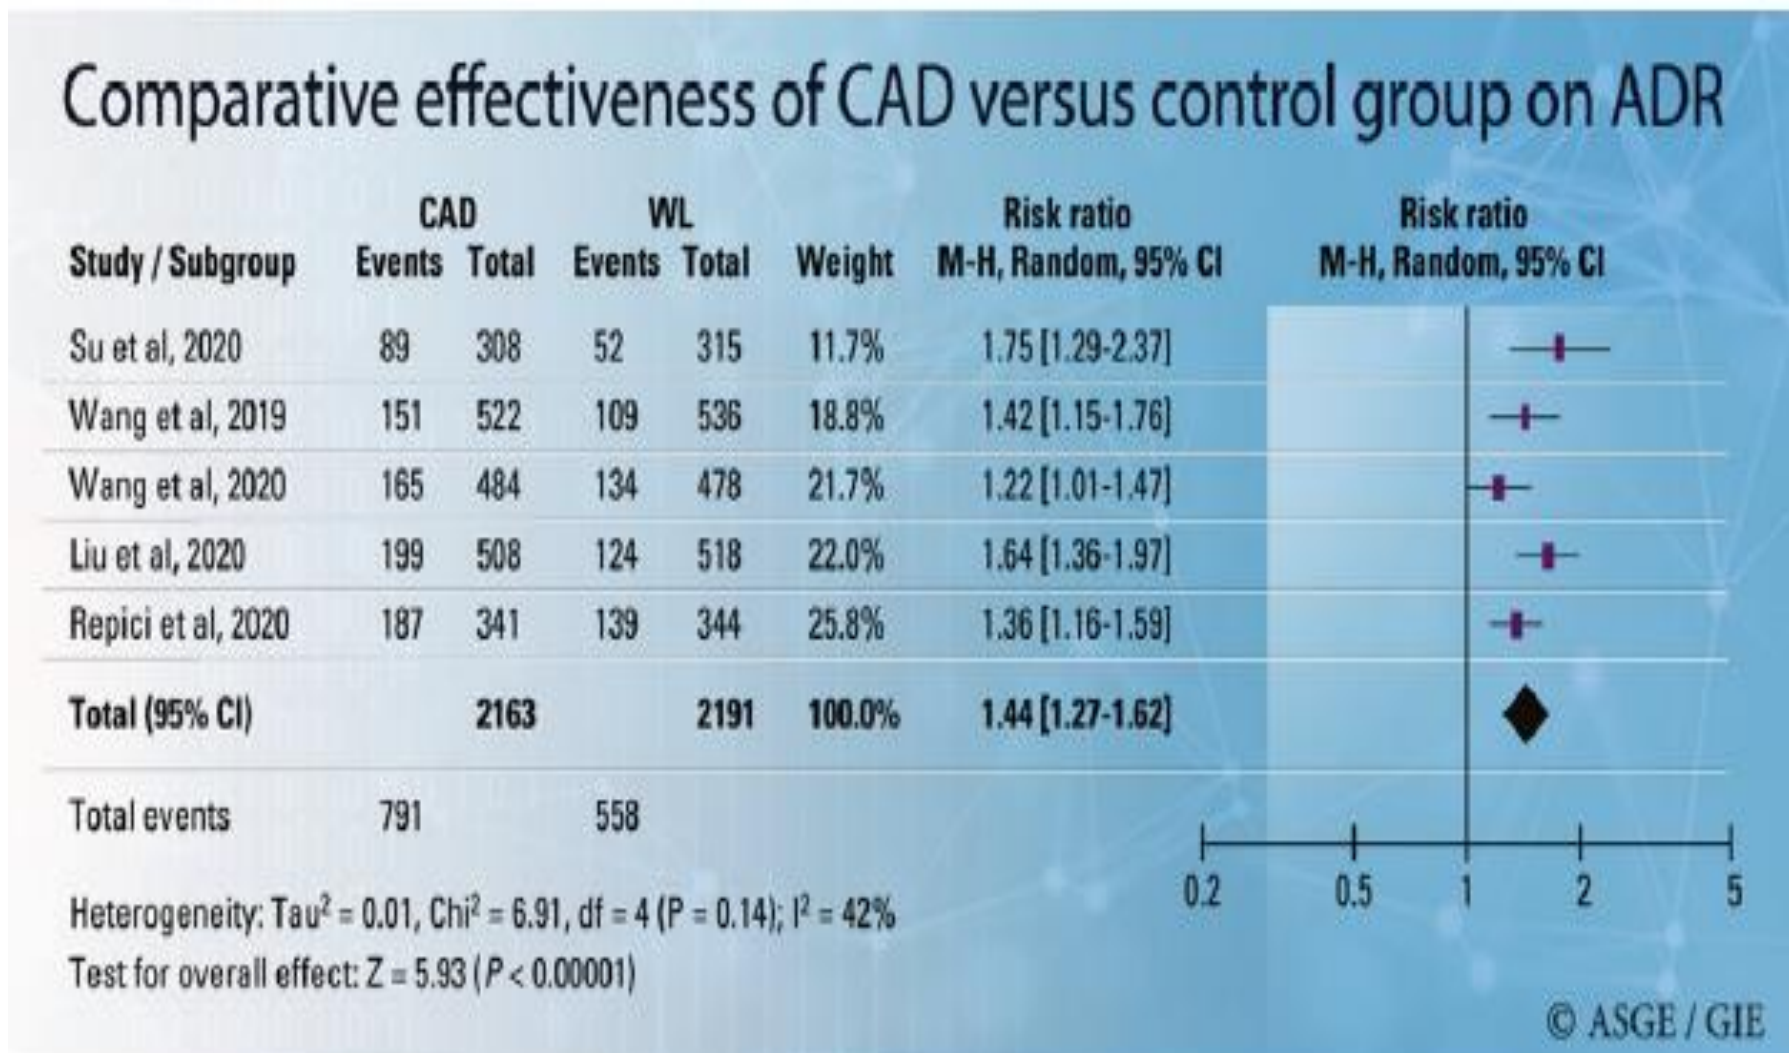 Comparative effectiveness of CAD versus control group on ADR
CAD WL Risk ratio Risk ratio
Study / Subgroup Events Total Events Total Weight M-H, Random, 95% CI M-H, Random, 95% CI
Su et al, 2020 89 308 52 315 11.7% 1.75 [1.29-2.37]
Wang et al, 2019 151 522 109 536 18.8% 1.42 [1.15-1.76]
Wang et al, 2020 165 484 134 478 21.7% 1.22 [1.01-1.47]
Liu et al, 2020 199 508 124 518 22.0% 1.64 [1.36-1.97]
Repici et al, 2020 187 341 139 344 25.8% 1.36 [1.16-1.59]
Total (95% CI) 2163 2191 100.0% 1.44 [1.27-1.62]
Total events 791 558
0.2 0.5 1 2 5
Heterogeneity: Tau² = 0.01, Chi² = 6.91, df = 4 (P = 0.14); I² = 42%
Test for overall effect: Z = 5.93 (P < 0.00001)
© ASGE / GIE